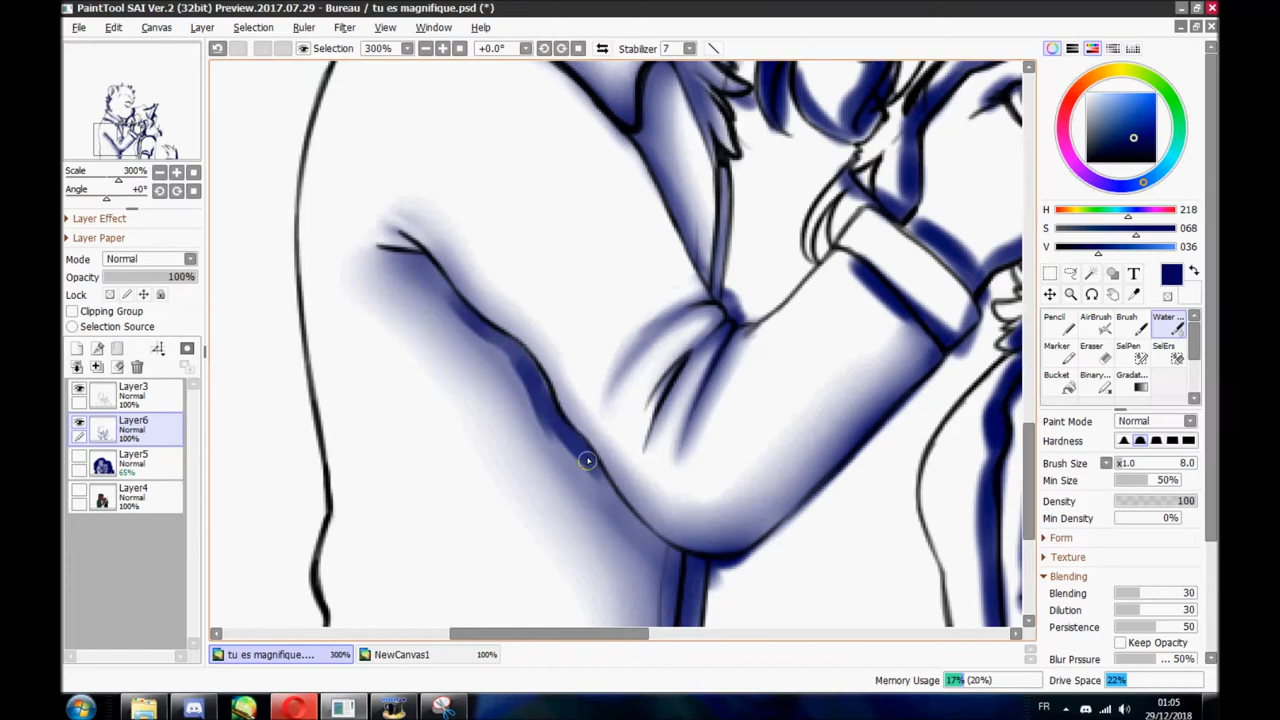 PaintTool SAI Ver.2 (32bit) Preview.2017.07.29 - Bureau / tu es magnifique.psd (*)
File Edit Canvas Layer Selection Ruler Filter View Window Help
Selection 300% +0.0° Stabilizer 7
Scale 300%
Angle +0°
Layer Effect
Layer Paper
Mode Normal
Opacity 100%
Lock
Clipping Group
Selection Source
Layer3
Normal
100%
Layer6
Normal
100%
Layer5
Normal
65%
Layer4
Normal
100%
H 218
S 068
V 036
T
Pencil AirBrush Brush Water ...
Marker Eraser SelPen SelErs
Bucket Binary... Gradat...
Paint Mode Normal
Hardness
Brush Size x1.0 8.0
Min Size 50%
Density 100
Min Density 0%
Form
Texture
Blending
Blending 30
Dilution 30
Persistence 50
Keep Opacity
Blur Prssure ... 50%
tu es magnifique.... 300% NewCanvas1 100%
Memory Usage 17% (20%) Drive Space 22%
FR 01:05
29/12/2018